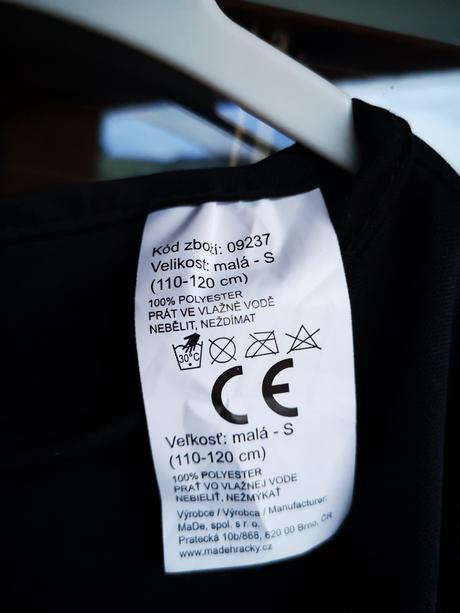 Kód zboží: 09237
Velikost: malá - S
(110-120 cm)
100% POLYESTER
PRÁT VE VLAŽNÉ VODĚ
NEBĚLIT, NEŽDÍMAT
30°C
CE
Veľkosť: malá - S
(110-120 cm)
100% POLYESTER
PRAŤ VO VLAŽNEJ VODE
NEBIELIŤ, NEŽMÝKAŤ
Výrobce / Výrobca / Manufacturer:
MaDe, spol. s r. o.
Pratecká 10b/868, 620 00 Brno, ČR
www.madehracky.cz